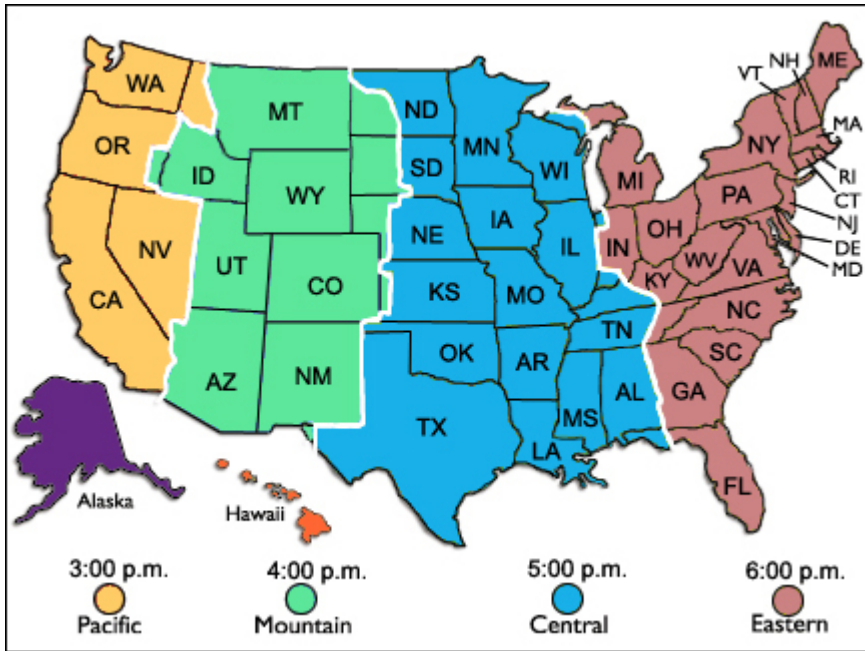 WA
OR
CA
NV
ID
MT
WY
UT
CO
AZ
NM
ND
SD
NE
KS
OK
TX
MN
IA
MO
AR
LA
WI
IL
MS
AL
TN
MI
IN
OH
KY
WV
PA
NY
VT
NH
ME
MA
RI
CT
NJ
DE
MD
VA
NC
SC
GA
FL
Alaska
Hawaii
3:00 p.m.
Pacific
4:00 p.m.
Mountain
5:00 p.m.
Central
6:00 p.m.
Eastern